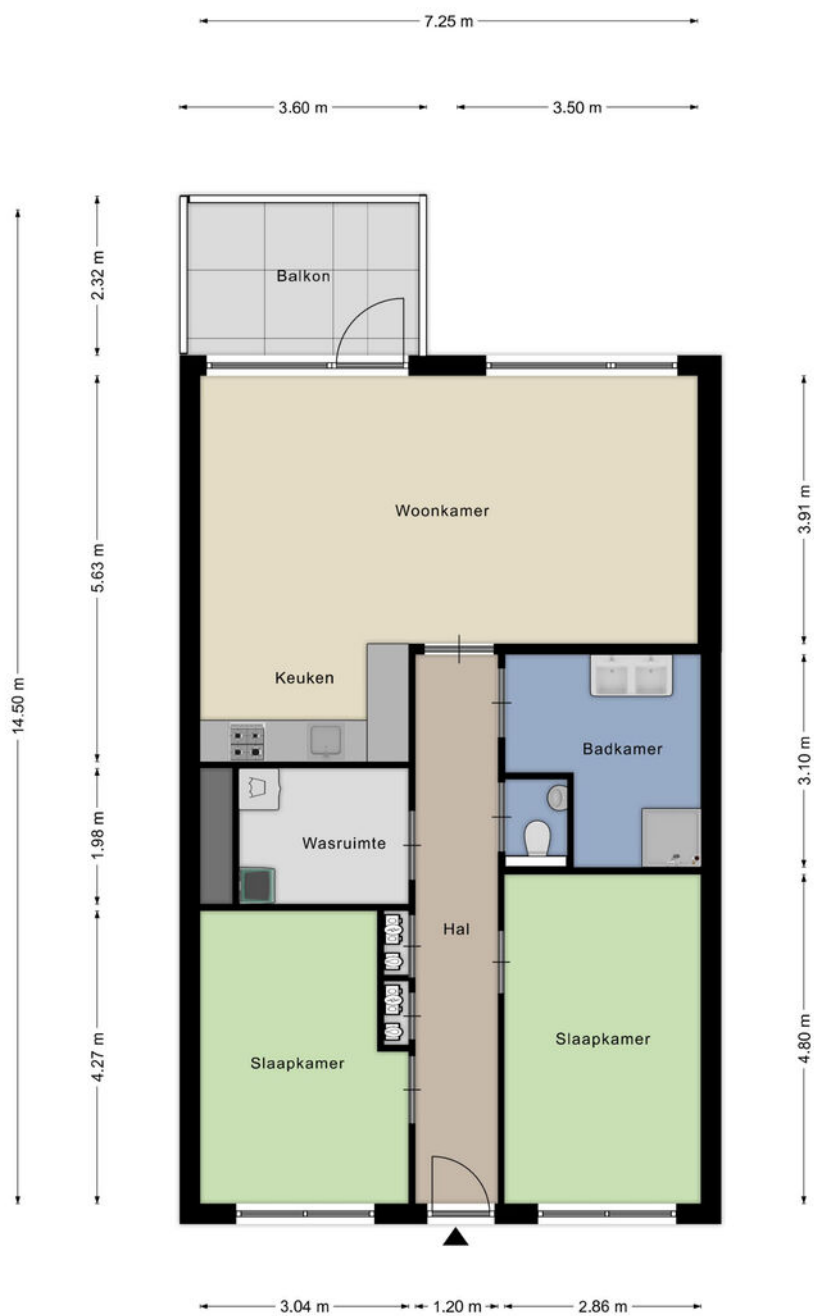 7.25 m
3.60 m
3.50 m
14.50 m
2.32 m
Balkon
5.63 m
Woonkamer
3.91 m
Keuken
Badkamer
3.10 m
1.98 m
Wasruimte
Hal
4.27 m
Slaapkamer
Slaapkamer
4.80 m
3.04 m
1.20 m
2.86 m